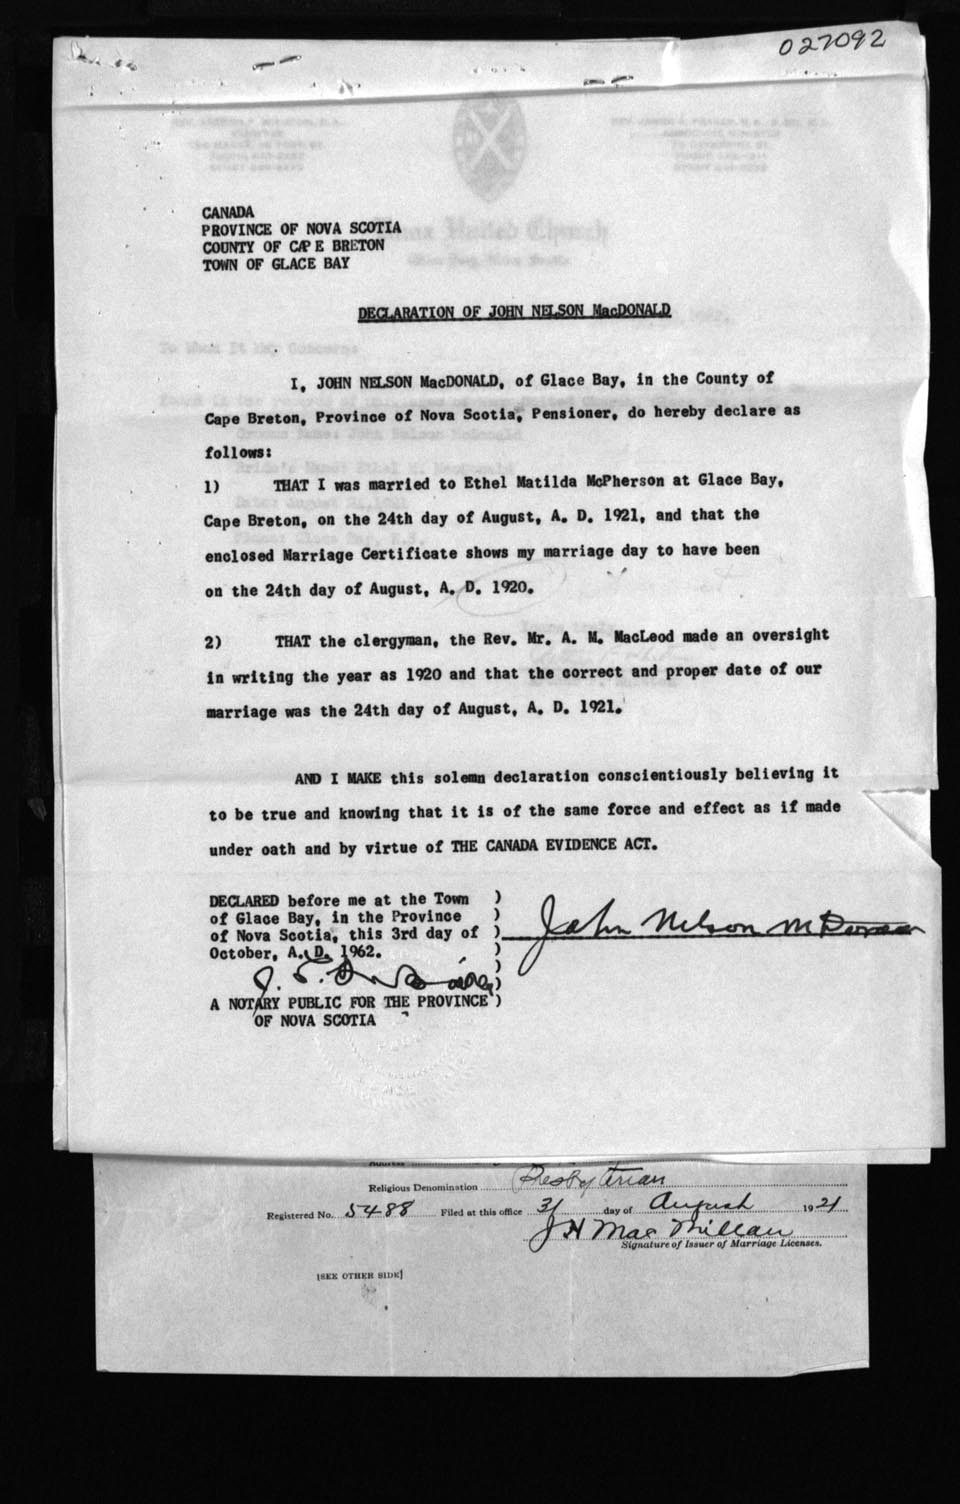 027092
CANADA
PROVINCE OF NOVA SCOTIA
COUNTY OF CAPE BRETON
TOWN OF GLACE BAY
United Church
DECLARATION OF JOHN NELSON MacDONALD
To Whom It May Concern:
I, JOHN NELSON MacDONALD, of Glace Bay, in the County of
Cape Breton, Province of Nova Scotia, Pensioner, do hereby declare as
follows:
1) THAT I was married to Ethel Matilda McPherson at Glace Bay,
Cape Breton, on the 24th day of August, A. D. 1921, and that the
enclosed Marriage Certificate shows my marriage day to have been
on the 24th day of August, A. D. 1920.
2) THAT the clergyman, the Rev. Mr. A. M. MacLeod made an oversight
in writing the year as 1920 and that the correct and proper date of our
marriage was the 24th day of August, A. D. 1921.
AND I MAKE this solemn declaration conscientiously believing it
to be true and knowing that it is of the same force and effect as if made
under oath and by virtue of THE CANADA EVIDENCE ACT.
DECLARED before me at the Town )
of Glace Bay, in the Province )
of Nova Scotia, this 3rd day of ) John Nelson
October, A. D. 1962. )
)
)
A NOTARY PUBLIC FOR THE PROVINCE )
OF NOVA SCOTIA
Address
Religious Denomination Presbyterian
Registered No. 5488 Filed at this office 31 day of August 1921
J H MacMillan
Signature of Issuer of Marriage Licenses.
[SEE OTHER SIDE]